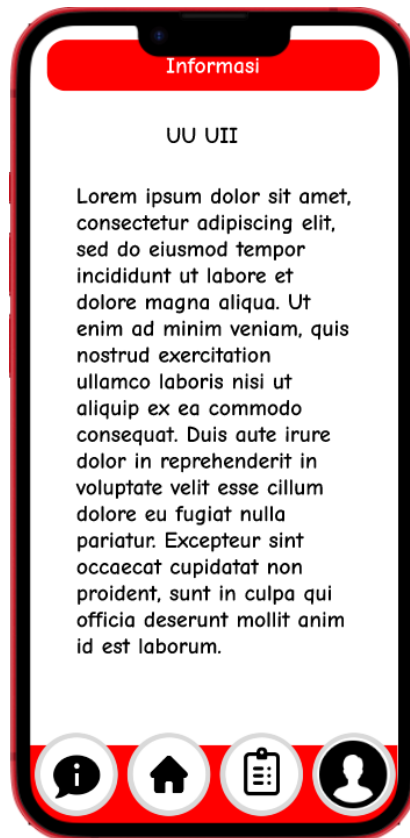 Informasi
UU UII
Lorem ipsum dolor sit amet,
consectetur adipiscing elit,
sed do eiusmod tempor
incididunt ut labore et
dolore magna aliqua. Ut
enim ad minim veniam, quis
nostrud exercitation
ullamco laboris nisi ut
aliquip ex ea commodo
consequat. Duis aute irure
dolor in reprehenderit in
voluptate velit esse cillum
dolore eu fugiat nulla
pariatur. Excepteur sint
occaecat cupidatat non
proident, sunt in culpa qui
officia deserunt mollit anim
id est laborum.